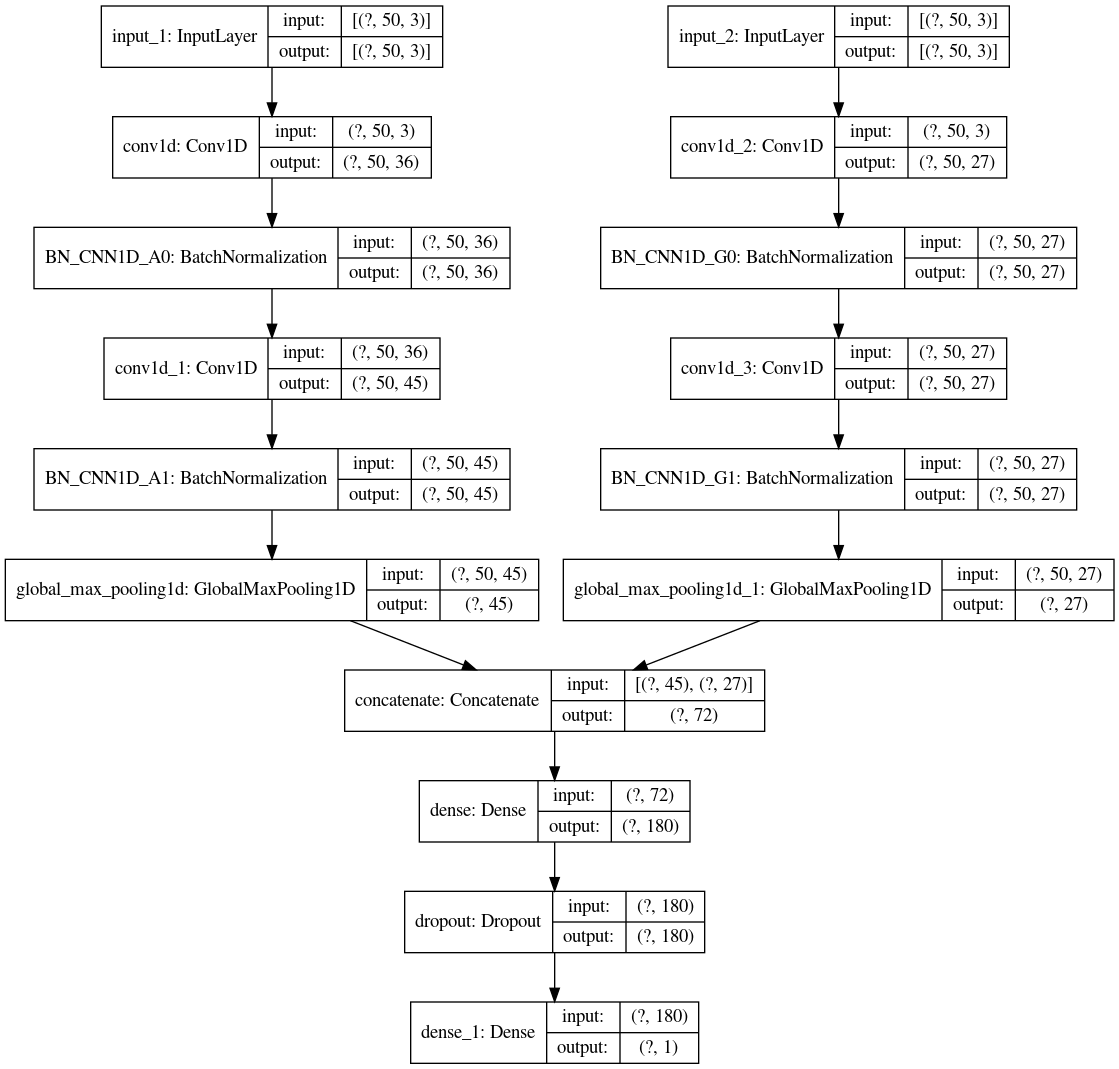 input_1: InputLayer
input: [(?, 50, 3)]
output: [(?, 50, 3)]
input_2: InputLayer
input: [(?, 50, 3)]
output: [(?, 50, 3)]
conv1d: Conv1D
input: (?, 50, 3)
output: (?, 50, 36)
conv1d_2: Conv1D
input: (?, 50, 3)
output: (?, 50, 27)
BN_CNN1D_A0: BatchNormalization
input: (?, 50, 36)
output: (?, 50, 36)
BN_CNN1D_G0: BatchNormalization
input: (?, 50, 27)
output: (?, 50, 27)
conv1d_1: Conv1D
input: (?, 50, 36)
output: (?, 50, 45)
conv1d_3: Conv1D
input: (?, 50, 27)
output: (?, 50, 27)
BN_CNN1D_A1: BatchNormalization
input: (?, 50, 45)
output: (?, 50, 45)
BN_CNN1D_G1: BatchNormalization
input: (?, 50, 27)
output: (?, 50, 27)
global_max_pooling1d: GlobalMaxPooling1D
input: (?, 50, 45)
output: (?, 45)
global_max_pooling1d_1: GlobalMaxPooling1D
input: (?, 50, 27)
output: (?, 27)
concatenate: Concatenate
input: [(?, 45), (?, 27)]
output: (?, 72)
dense: Dense
input: (?, 72)
output: (?, 180)
dropout: Dropout
input: (?, 180)
output: (?, 180)
dense_1: Dense
input: (?, 180)
output: (?, 1)